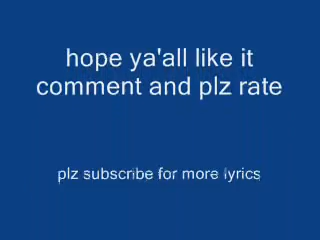 hope ya'all like it
comment and plz rate
plz subscribe for more lyrics